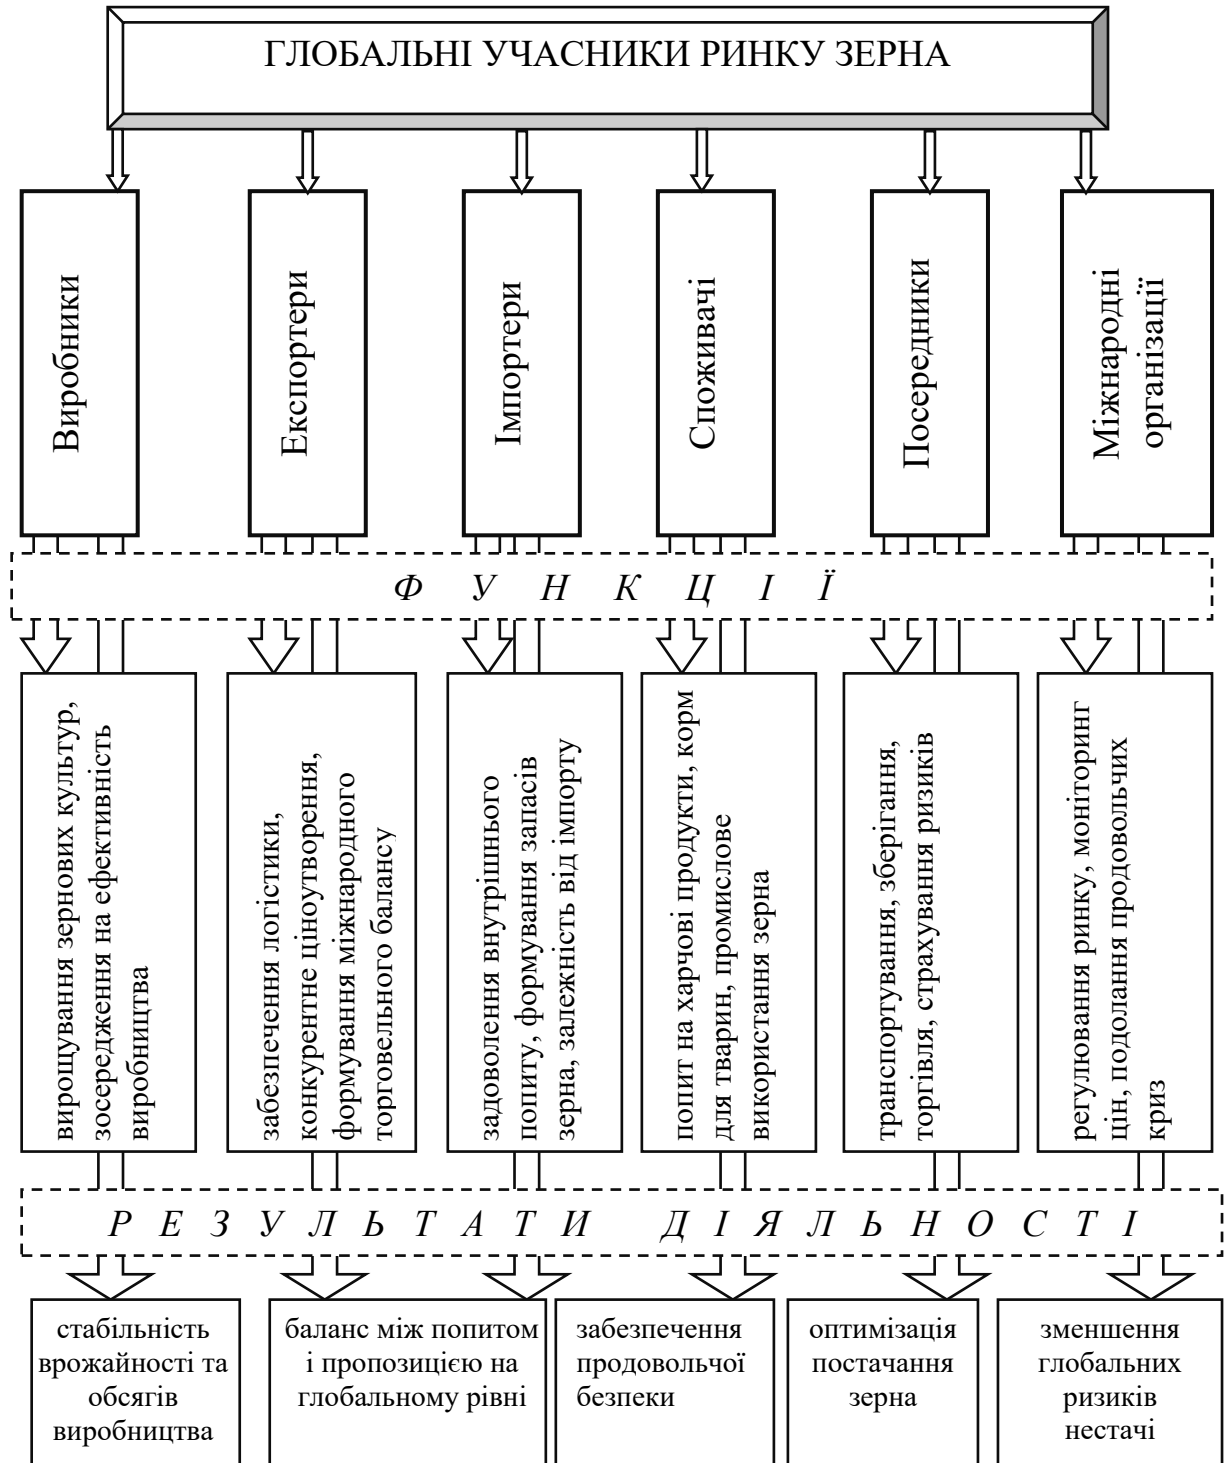 ГЛОБАЛЬНІ УЧАСНИКИ РИНКУ ЗЕРНА
Виробники
Експортери
Імпортери
Споживачі
Посередники
Міжнародні
організації
Ф У Н К Ц І Ї
вирощування зернових культур,
зосередження на ефективність
виробництва
забезпечення логістики,
конкурентне ціноутворення,
формування міжнародного
торговельного балансу
задоволення внутрішнього
попиту, формування запасів
зерна, залежність від імпорту
попит на харчові продукти, корм
для тварин, промислове
використання зерна
транспортування, зберігання,
торгівля, страхування ризиків
регулювання ринку, моніторинг
цін, подолання продовольчих
криз
Р Е З У Л Ь Т А Т И Д І Я Л Ь Н О С Т І
стабільність
врожайності та
обсягів
виробництва
баланс між попитом
і пропозицією на
глобальному рівні
забезпечення
продовольчої
безпеки
оптимізація
постачання
зерна
зменшення
глобальних
ризиків
нестачі